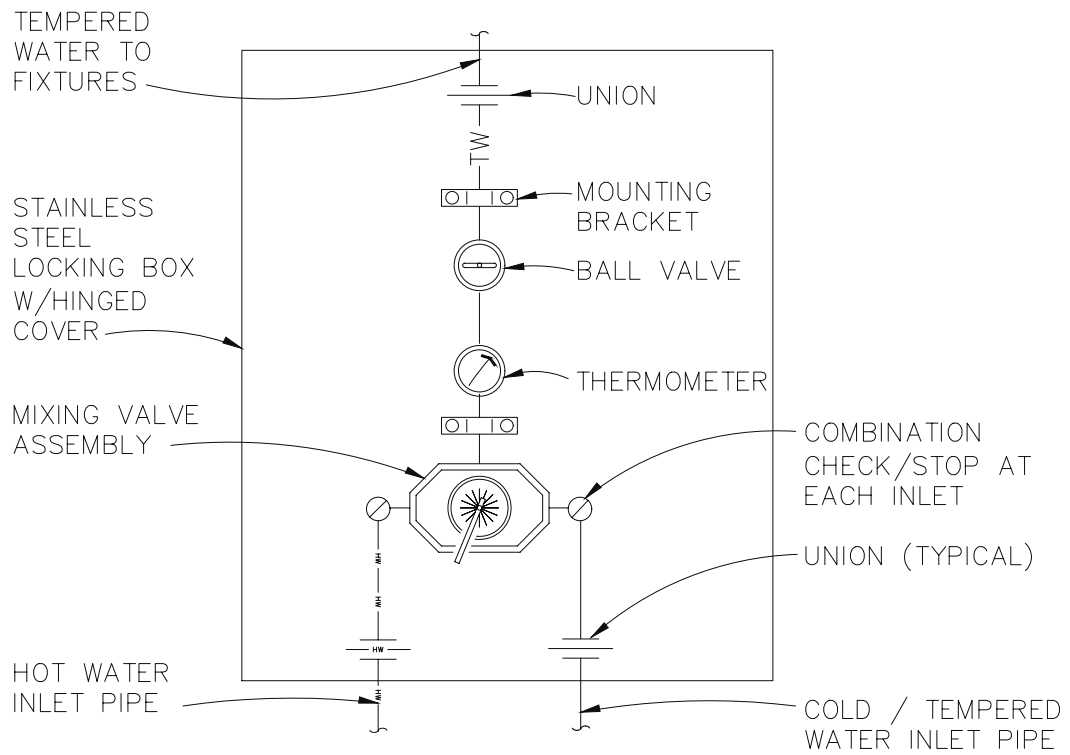 TEMPERED
WATER TO
FIXTURES
UNION
TW
MOUNTING
BRACKET
STAINLESS
STEEL
LOCKING BOX
W/HINGED
COVER
BALL VALVE
THERMOMETER
MIXING VALVE
ASSEMBLY
COMBINATION
CHECK/STOP AT
EACH INLET
HW
HW
UNION (TYPICAL)
HW
HOT WATER
INLET PIPE
HW
COLD / TEMPERED
WATER INLET PIPE